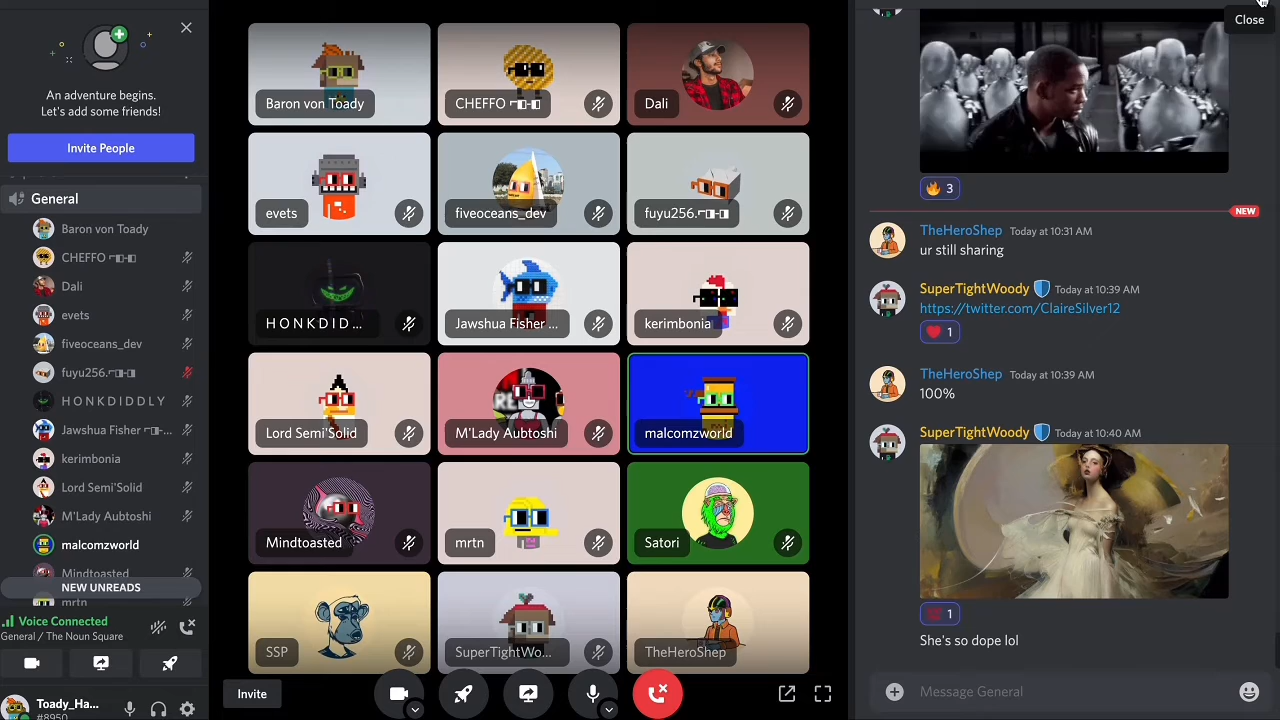 An adventure begins.
Let's add some friends!
Invite People
General
Baron von Toady
CHEFFO ⌐◨-◨
Dali
evets
fiveoceans_dev
fuyu256.⌐◨-◨
H O N K D I D D L Y
Jawshua Fisher ⌐◨-...
kerimbonia
Lord Semi'Solid
M'Lady Aubtoshi
malcomzworld
Mindtoasted
NEW UNREADS
mrtn
Voice Connected
General / The Noun Square
Toady_Ha...
#8950
Baron von Toady
CHEFFO ⌐◨-◨
Dali
evets
fiveoceans_dev
fuyu256.⌐◨-◨
H O N K D I D ...
Jawshua Fisher ...
kerimbonia
Lord Semi'Solid
M'Lady Aubtoshi
malcomzworld
Mindtoasted
mrtn
Satori
SSP
SuperTightWo...
TheHeroShep
Invite
Close
3
NEW
TheHeroShep Today at 10:31 AM
ur still sharing
SuperTightWoody Today at 10:39 AM
https://twitter.com/ClaireSilver12
1
TheHeroShep Today at 10:39 AM
100%
SuperTightWoody Today at 10:40 AM
1
She's so dope lol
Message General